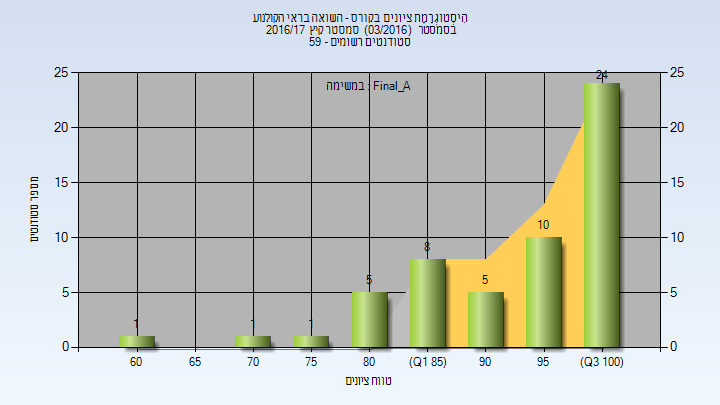 היסטוגרמת ציונים בקורס - השואה בראי הקולנוע
בסמסטר (03/2016) סמסטר קיץ 2016/17
סטודנטים רשומים - 59
במשימה : Final_A
25 25
20 20
15 15
10 10
5 5
0 0
מספר סטודנטים
1 1 1 5 8 5 10 24
60 65 70 75 80 (Q1 85) 90 95 (Q3 100)
טווח ציונים